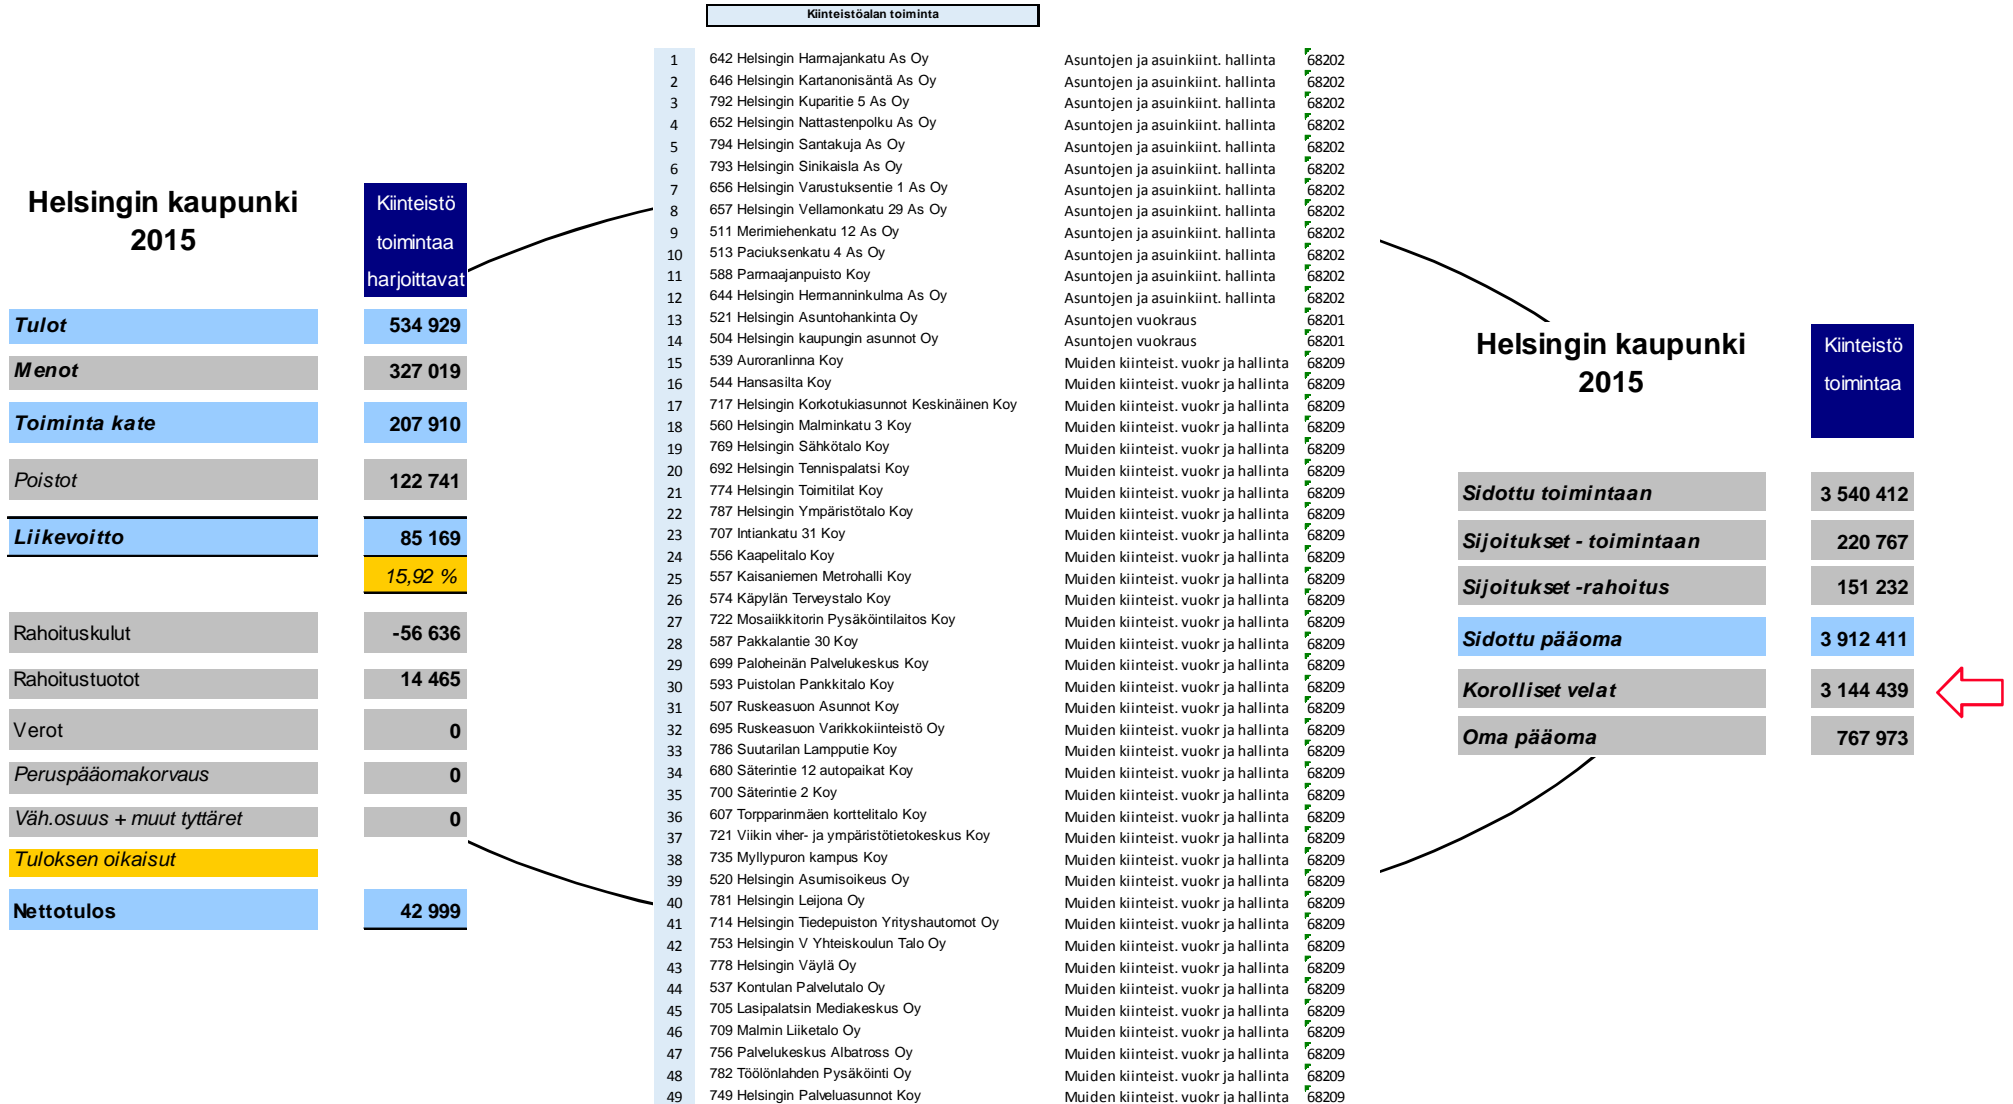 Kiinteistöalan toiminta
1 642 Helsingin Harmajankatu As Oy Asuntojen ja asuinkiint. hallinta 68202
2 646 Helsingin Kartanonisäntä As Oy Asuntojen ja asuinkiint. hallinta 68202
3 792 Helsingin Kuparitie 5 As Oy Asuntojen ja asuinkiint. hallinta 68202
4 652 Helsingin Nattastenpolku As Oy Asuntojen ja asuinkiint. hallinta 68202
5 794 Helsingin Santakuja As Oy Asuntojen ja asuinkiint. hallinta 68202
6 793 Helsingin Sinikaisla As Oy Asuntojen ja asuinkiint. hallinta 68202
7 656 Helsingin Varustuksentie 1 As Oy Asuntojen ja asuinkiint. hallinta 68202
8 657 Helsingin Vellamonkatu 29 As Oy Asuntojen ja asuinkiint. hallinta 68202
9 511 Merimiehenkatu 12 As Oy Asuntojen ja asuinkiint. hallinta 68202
10 513 Paciuksenkatu 4 As Oy Asuntojen ja asuinkiint. hallinta 68202
11 588 Parmaajanpuisto Koy Asuntojen ja asuinkiint. hallinta 68202
12 644 Helsingin Hermanninkulma As Oy Asuntojen ja asuinkiint. hallinta 68202
13 521 Helsingin Asuntohankinta Oy Asuntojen vuokraus 68201
14 504 Helsingin kaupungin asunnot Oy Asuntojen vuokraus 68201
15 539 Auroranlinna Koy Muiden kiinteist. vuokr ja hallinta 68209
16 544 Hansasilta Koy Muiden kiinteist. vuokr ja hallinta 68209
17 717 Helsingin Korkotukiasunnot Keskinäinen Koy Muiden kiinteist. vuokr ja hallinta 68209
18 560 Helsingin Malminkatu 3 Koy Muiden kiinteist. vuokr ja hallinta 68209
19 769 Helsingin Sähkötalo Koy Muiden kiinteist. vuokr ja hallinta 68209
20 692 Helsingin Tennispalatsi Koy Muiden kiinteist. vuokr ja hallinta 68209
21 774 Helsingin Toimitilat Koy Muiden kiinteist. vuokr ja hallinta 68209
22 787 Helsingin Ympäristötalo Koy Muiden kiinteist. vuokr ja hallinta 68209
23 707 Intiankatu 31 Koy Muiden kiinteist. vuokr ja hallinta 68209
24 556 Kaapelitalo Koy Muiden kiinteist. vuokr ja hallinta 68209
25 557 Kaisaniemen Metrohalli Koy Muiden kiinteist. vuokr ja hallinta 68209
26 574 Käpylän Terveystalo Koy Muiden kiinteist. vuokr ja hallinta 68209
27 722 Mosaiikkitorin Pysäköintilaitos Koy Muiden kiinteist. vuokr ja hallinta 68209
28 587 Pakkalantie 30 Koy Muiden kiinteist. vuokr ja hallinta 68209
29 699 Paloheinän Palvelukeskus Koy Muiden kiinteist. vuokr ja hallinta 68209
30 593 Puistolan Pankkitalo Koy Muiden kiinteist. vuokr ja hallinta 68209
31 507 Ruskeasuon Asunnot Koy Muiden kiinteist. vuokr ja hallinta 68209
32 695 Ruskeasuon Varikkokiinteistö Oy Muiden kiinteist. vuokr ja hallinta 68209
33 786 Suutarilan Lampputie Koy Muiden kiinteist. vuokr ja hallinta 68209
34 680 Säterintie 12 autopaikat Koy Muiden kiinteist. vuokr ja hallinta 68209
35 700 Säterintie 2 Koy Muiden kiinteist. vuokr ja hallinta 68209
36 607 Torpparinmäen korttelitalo Koy Muiden kiinteist. vuokr ja hallinta 68209
37 721 Viikin viher- ja ympäristötietokeskus Koy Muiden kiinteist. vuokr ja hallinta 68209
38 735 Myllypuron kampus Koy Muiden kiinteist. vuokr ja hallinta 68209
39 520 Helsingin Asumisoikeus Oy Muiden kiinteist. vuokr ja hallinta 68209
40 781 Helsingin Leijona Oy Muiden kiinteist. vuokr ja hallinta 68209
41 714 Helsingin Tiedepuiston Yrityshautomot Oy Muiden kiinteist. vuokr ja hallinta 68209
42 753 Helsingin V Yhteiskoulun Talo Oy Muiden kiinteist. vuokr ja hallinta 68209
43 778 Helsingin Väylä Oy Muiden kiinteist. vuokr ja hallinta 68209
44 537 Kontulan Palvelutalo Oy Muiden kiinteist. vuokr ja hallinta 68209
45 705 Lasipalatsin Mediakeskus Oy Muiden kiinteist. vuokr ja hallinta 68209
46 709 Malmin Liiketalo Oy Muiden kiinteist. vuokr ja hallinta 68209
47 756 Palvelukeskus Albatross Oy Muiden kiinteist. vuokr ja hallinta 68209
48 782 Töölönlahden Pysäköinti Oy Muiden kiinteist. vuokr ja hallinta 68209
49 749 Helsingin Palveluasunnot Koy Muiden kiinteist. vuokr ja hallinta 68209
Helsingin kaupunki
2015
Kiinteistö
toimintaa
harjoittavat
Tulot 534 929
Menot 327 019
Toiminta kate 207 910
Poistot 122 741
Liikevoitto 85 169
15,92 %
Rahoituskulut -56 636
Rahoitustuotot 14 465
Verot 0
Peruspääomakorvaus 0
Väh.osuus + muut tyttäret 0
Tuloksen oikaisut
Nettotulos 42 999
Helsingin kaupunki
2015
Kiinteistö
toimintaa
Sidottu toimintaan 3 540 412
Sijoitukset - toimintaan 220 767
Sijoitukset -rahoitus 151 232
Sidottu pääoma 3 912 411
Korolliset velat 3 144 439
Oma pääoma 767 973